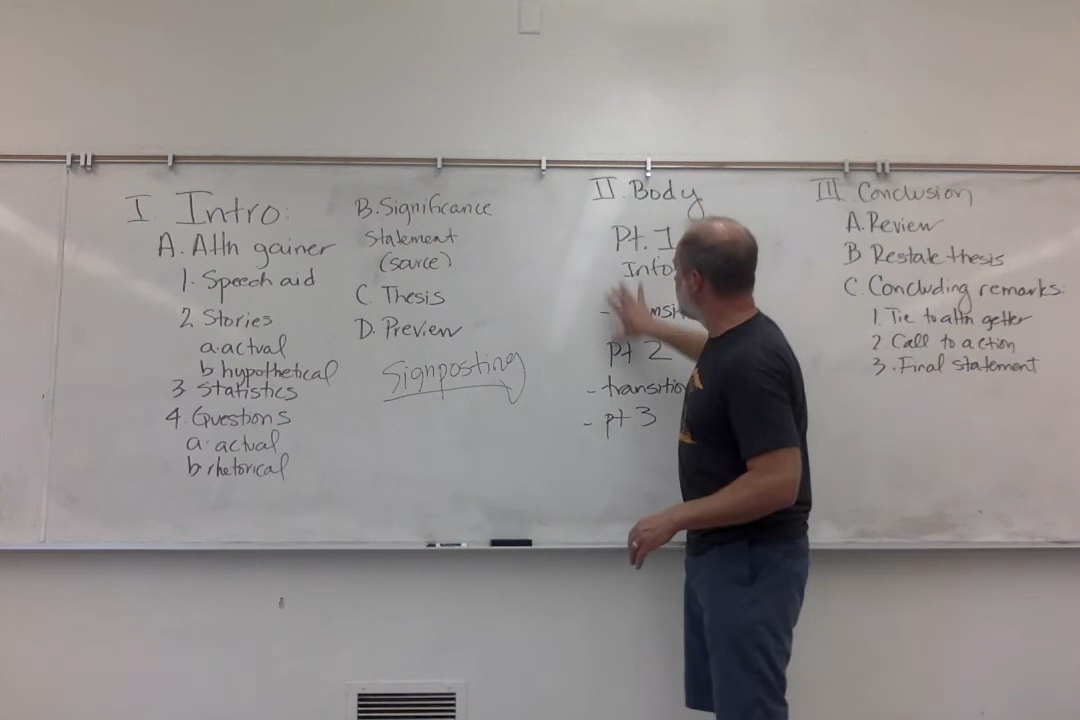 I. Intro:
A. Attn gainer
1. Speech aid
2. Stories
a. actual
b hypothetical
3 Statistics
4. Questions
a. actual
b rhetorical
B. Significance
Statement
(source)
C. Thesis
D. Preview
Signposting
II. Body
Pt. 1
Info
pt 2
- transition
- pt 3
III. Conclusion
A. Review
B Restate thesis
C. Concluding remarks:
1. Tie to attn getter
2. Call to action
3. Final statement